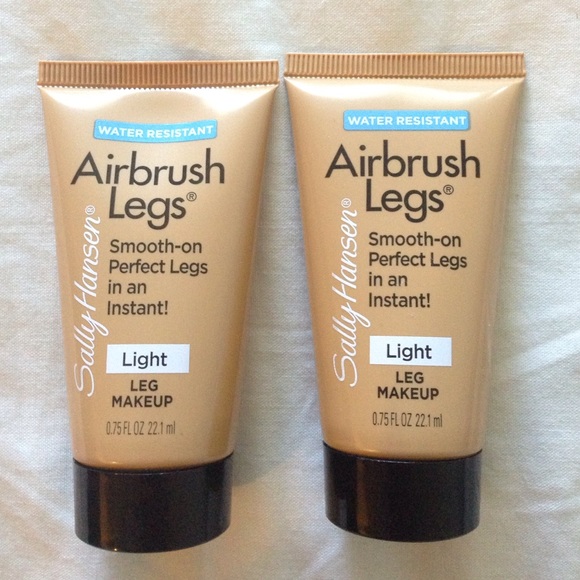 WATER RESISTANT
Airbrush
Legs®
Sally Hansen®
Smooth-on
Perfect Legs
in an
Instant!
Light
LEG
MAKEUP
0.75 FL OZ 22.1 ml
WATER RESISTANT
Airbrush
Legs®
Sally Hansen®
Smooth-on
Perfect Legs
in an
Instant!
Light
LEG
MAKEUP
0.75 FL OZ 22.1 ml